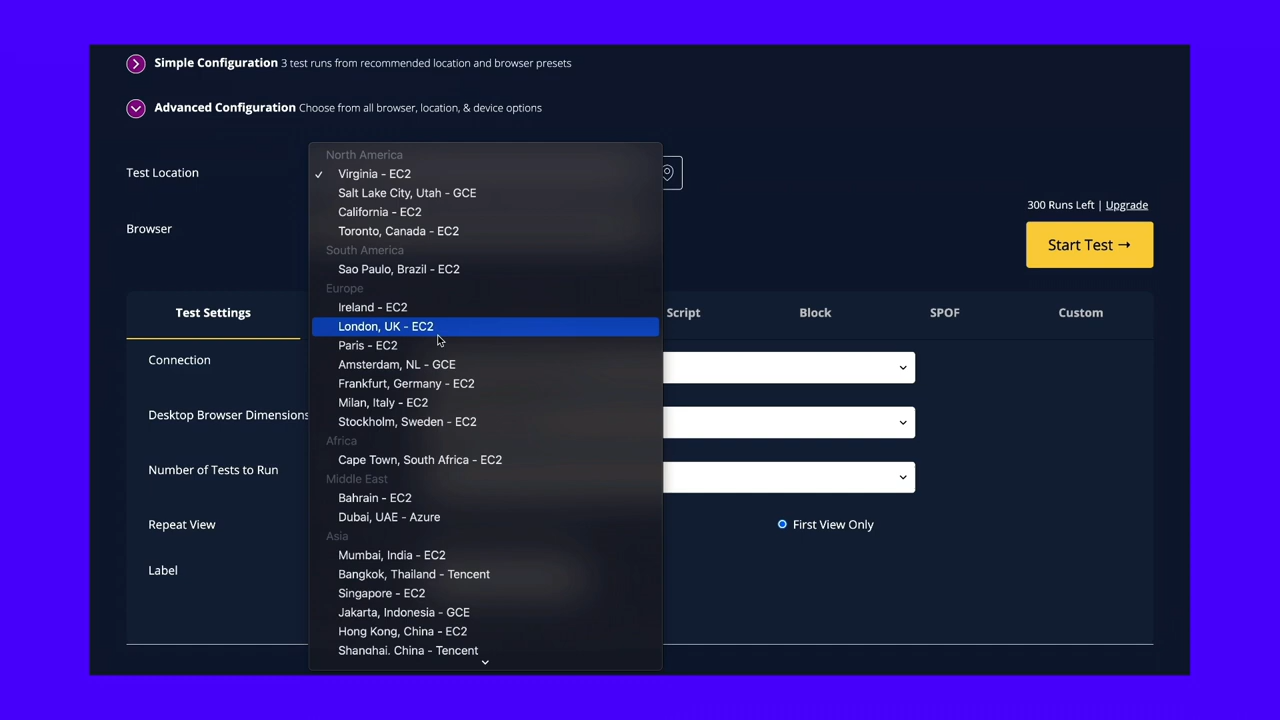 Simple Configuration 3 test runs from recommended location and browser presets
Advanced Configuration Choose from all browser, location, & device options
Test Location
Browser
North America
✓ Virginia - EC2
Salt Lake City, Utah - GCE
California - EC2
Toronto, Canada - EC2
South America
Sao Paulo, Brazil - EC2
Europe
Ireland - EC2
London, UK - EC2
Paris - EC2
Amsterdam, NL - GCE
Frankfurt, Germany - EC2
Milan, Italy - EC2
Stockholm, Sweden - EC2
Africa
Cape Town, South Africa - EC2
Middle East
Bahrain - EC2
Dubai, UAE - Azure
Asia
Mumbai, India - EC2
Bangkok, Thailand - Tencent
Singapore - EC2
Jakarta, Indonesia - GCE
Hong Kong, China - EC2
Shanghai, China - Tencent
300 Runs Left | Upgrade
Start Test →
Test Settings
Script
Block
SPOF
Custom
Connection
Desktop Browser Dimensions
Number of Tests to Run
Repeat View
First View Only
Label